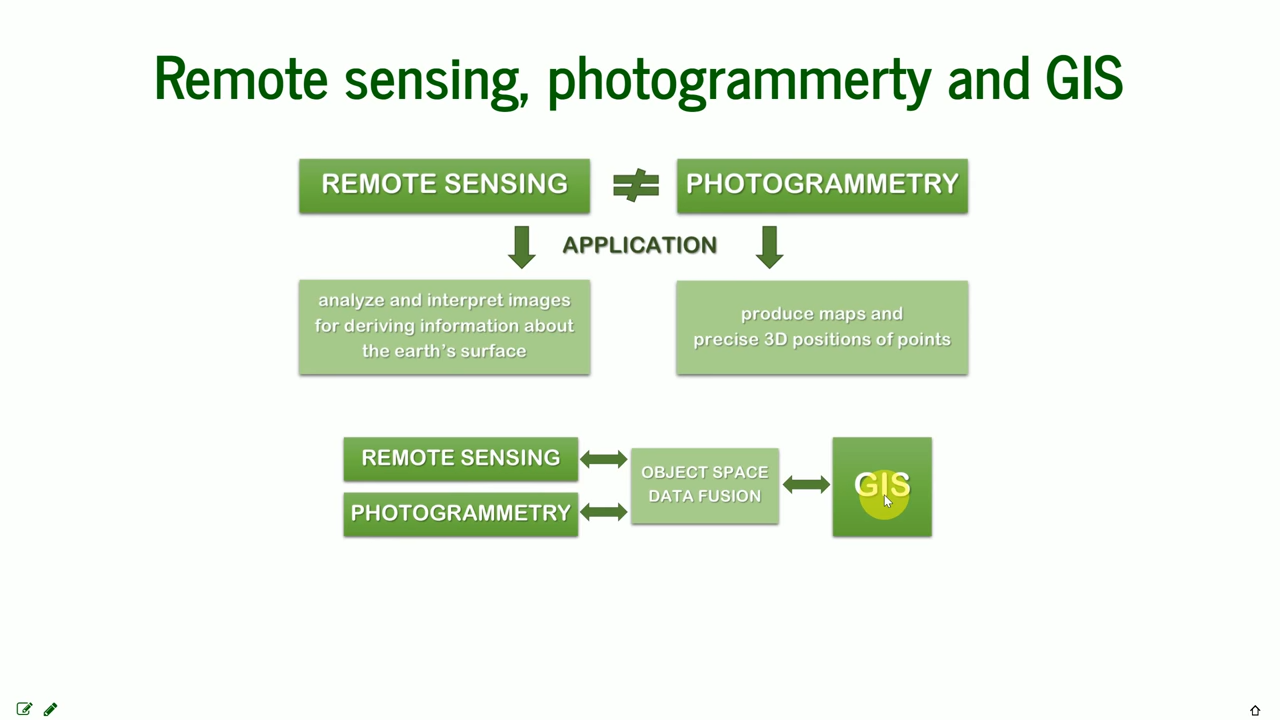 Remote sensing, photogrammerty and GIS
REMOTE SENSING
≠
PHOTOGRAMMETRY
APPLICATION
analyze and interpret images
for deriving information about
the earth's surface
produce maps and
precise 3D positions of points
REMOTE SENSING
PHOTOGRAMMETRY
OBJECT SPACE
DATA FUSION
GIS